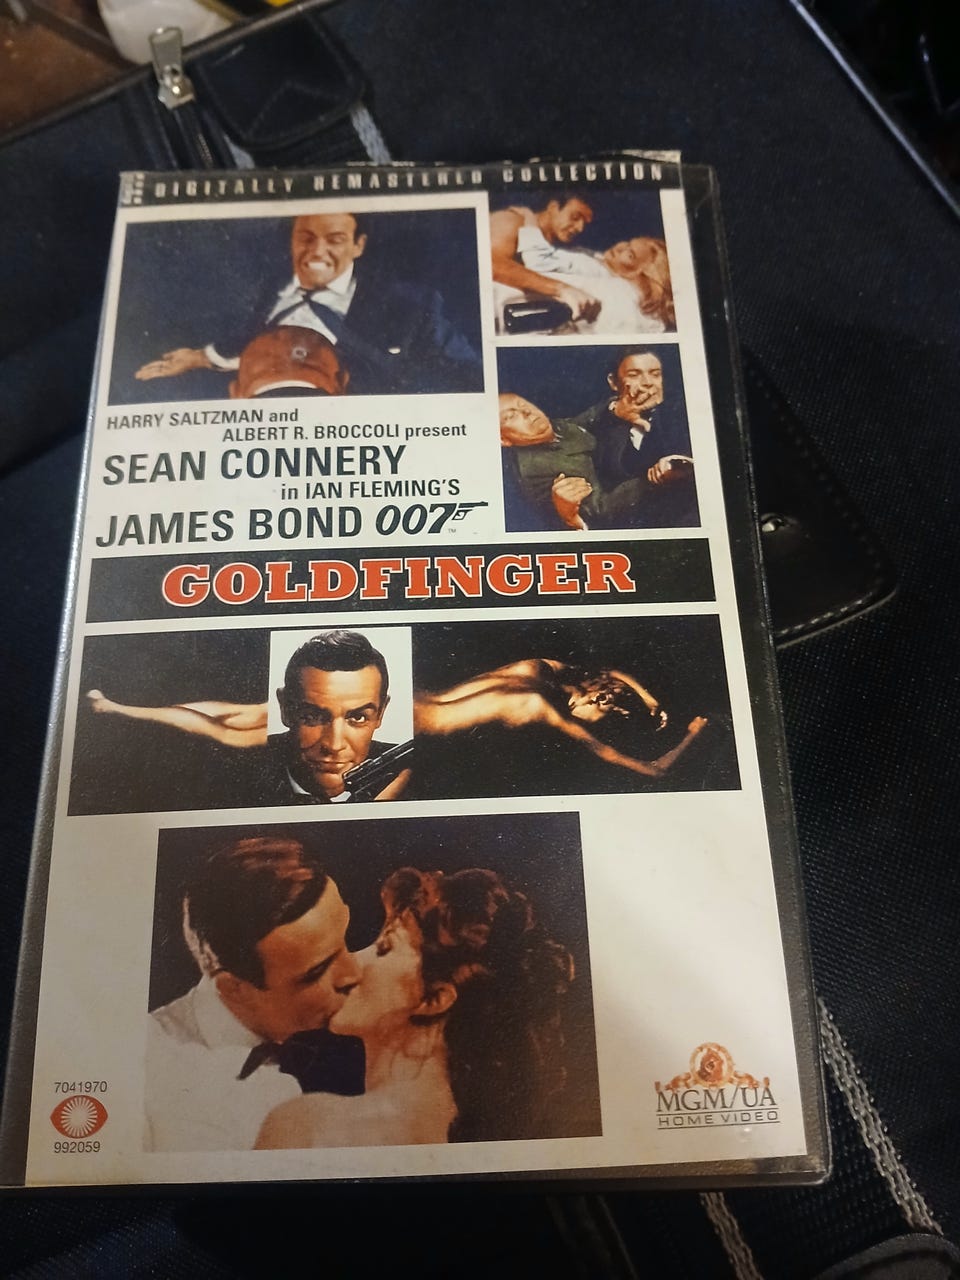 DIGITALLY REMASTERED COLLECTION
HARRY SALTZMAN and
ALBERT R. BROCCOLI present
SEAN CONNERY
in IAN FLEMING'S
JAMES BOND 007™
GOLDFINGER
7041970
992059
MGM/UA
HOME VIDEO